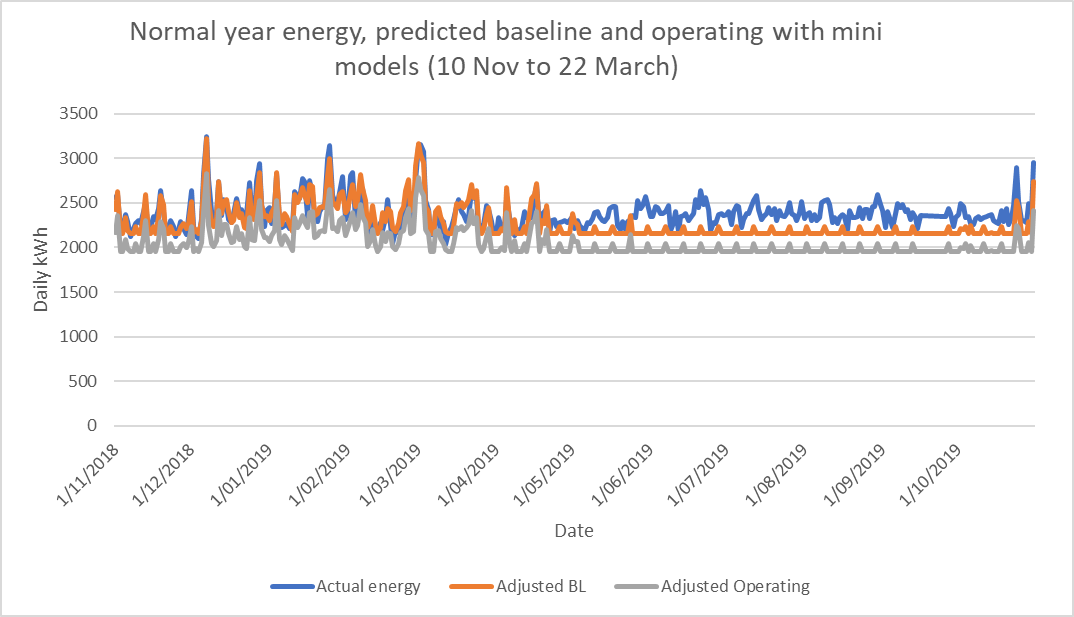 Normal year energy, predicted baseline and operating with mini
models (10 Nov to 22 March)
3500
3000
2500
2000
1500
1000
500
0
Daily kWh
1/11/2018
1/12/2018
1/01/2019
1/02/2019
1/03/2019
1/04/2019
1/05/2019
1/06/2019
1/07/2019
1/08/2019
1/09/2019
1/10/2019
Date
Actual energy
Adjusted BL
Adjusted Operating